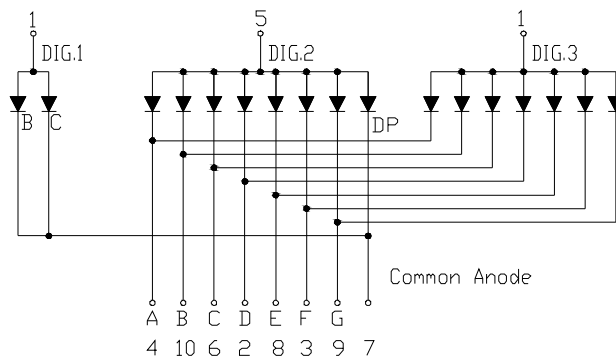 1 5 1
DIG.1 DIG.2 DIG.3
B C DP
Common Anode
A B C D E F G
4 10 6 2 8 3 9 7